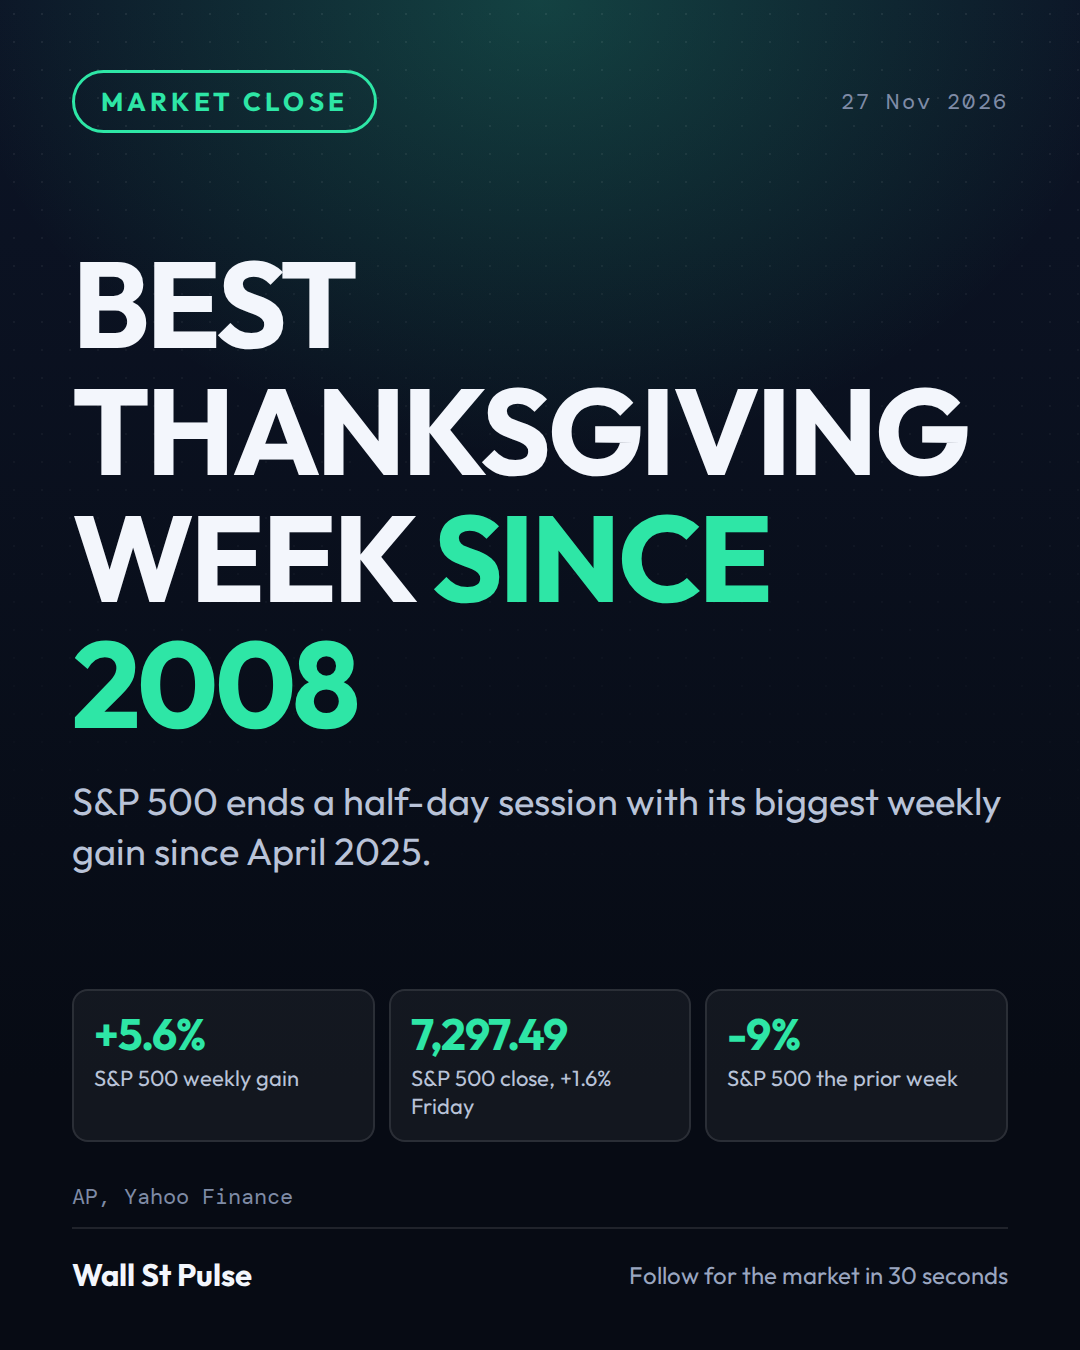 MARKET CLOSE
27 Nov 2026
BEST
THANKSGIVING
WEEK SINCE
2008
S&P 500 ends a half-day session with its biggest weekly
gain since April 2025.
+5.6%
S&P 500 weekly gain
7,297.49
S&P 500 close, +1.6%
Friday
-9%
S&P 500 the prior week
AP, Yahoo Finance
Wall St Pulse
Follow for the market in 30 seconds